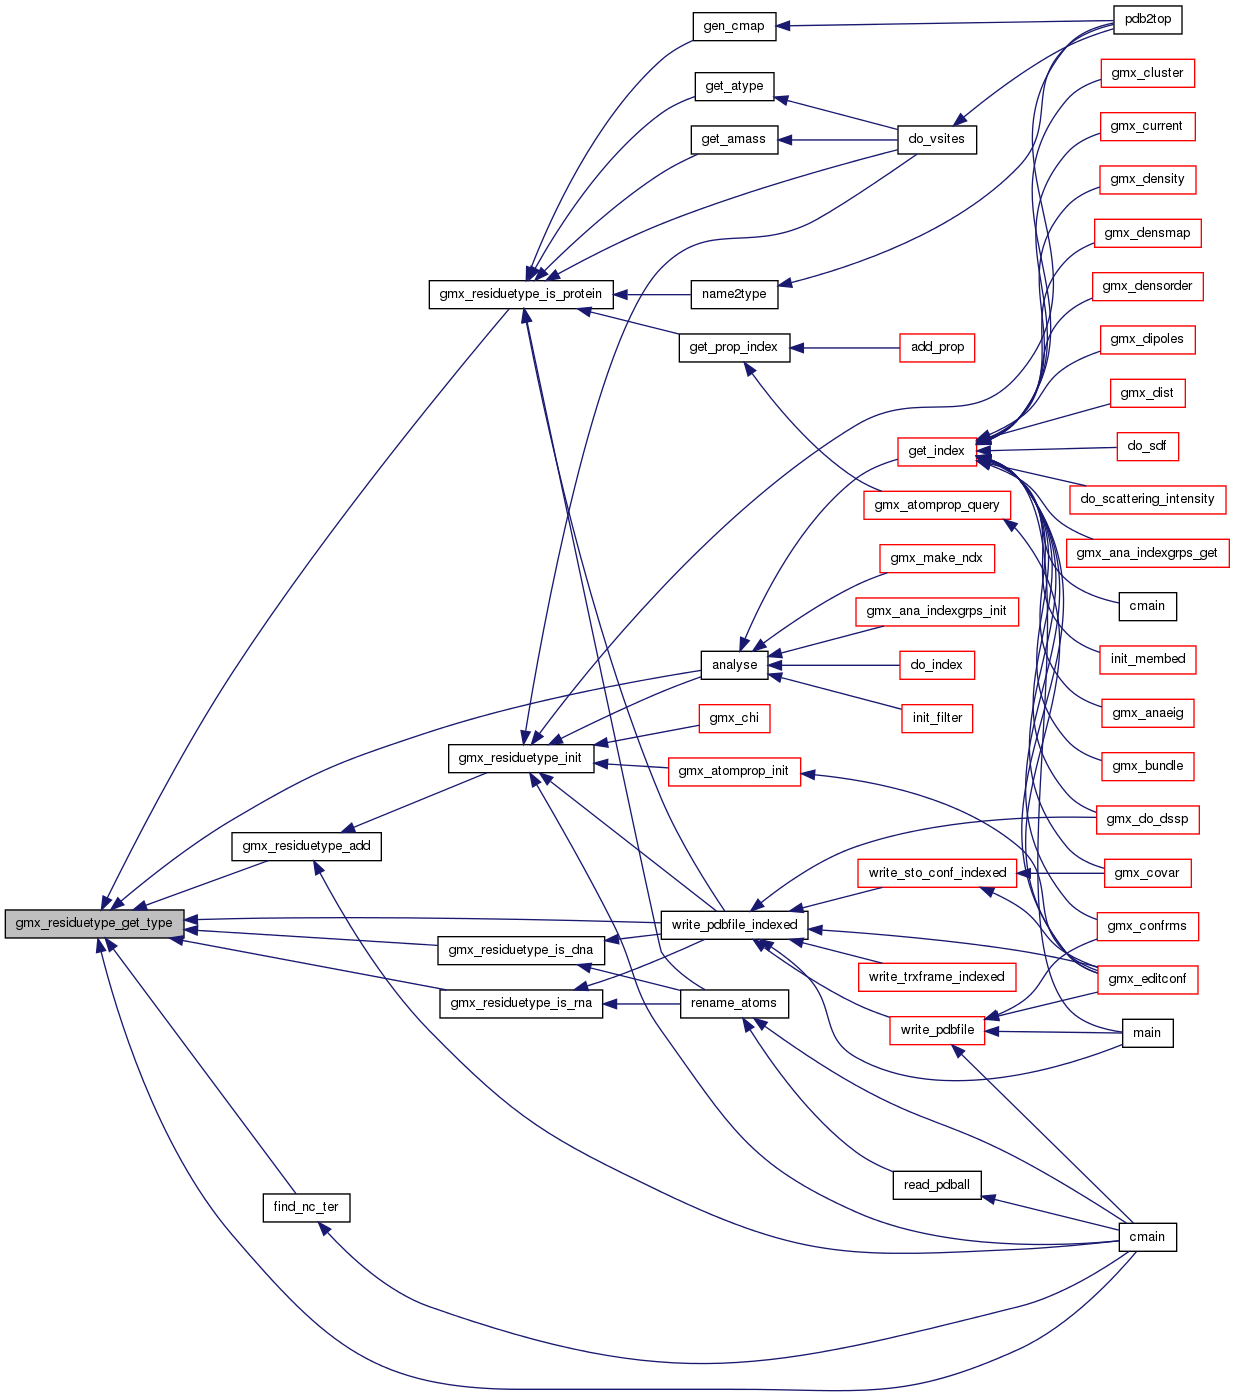 gen_cmap
pdb2top
get_atype
gmx_cluster
get_amass
do_vsites
gmx_current
gmx_density
gmx_densmap
gmx_residuetype_is_protein
name2type
gmx_densorder
get_prop_index
add_prop
gmx_dipoles
gmx_dist
get_index
do_sdf
gmx_atomprop_query
do_scattering_intensity
gmx_make_ndx
gmx_ana_indexgrps_get
gmx_ana_indexgrps_init
cmain
analyse
do_index
init_membed
gmx_chi
init_filter
gmx_anaeig
gmx_residuetype_init
gmx_atomprop_init
gmx_bundle
gmx_residuetype_add
gmx_do_dssp
write_sto_conf_indexed
gmx_covar
gmx_residuetype_get_type
write_pdbfile_indexed
gmx_confrms
gmx_residuetype_is_dna
write_trxframe_indexed
gmx_editconf
gmx_residuetype_is_rna
rename_atoms
write_pdbfile
main
read_pdball
find_nc_ter
cmain